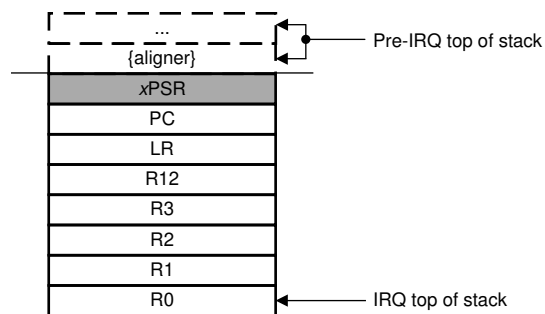 ...
Pre-IRQ top of stack
{aligner}
xPSR
PC
LR
R12
R3
R2
R1
R0
IRQ top of stack